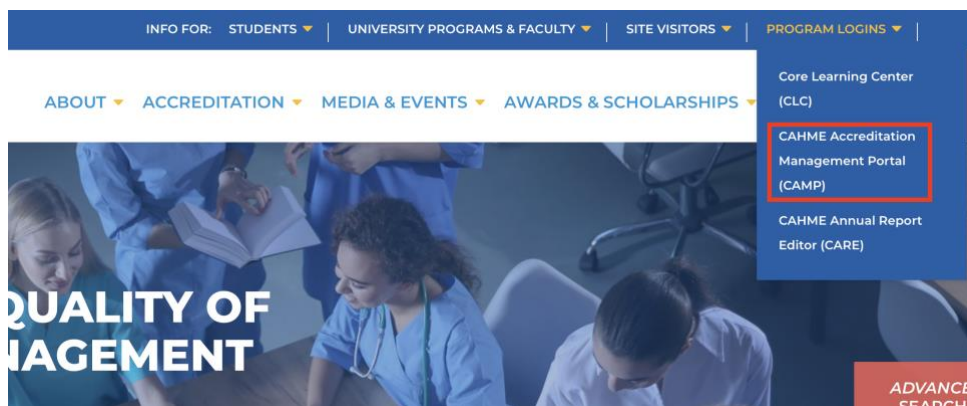 INFO FOR: STUDENTS UNIVERSITY PROGRAMS & FACULTY SITE VISITORS PROGRAM LOGINS
ABOUT ACCREDITATION MEDIA & EVENTS AWARDS & SCHOLARSHIPS
Core Learning Center
(CLC)
CAHME Accreditation
Management Portal
(CAMP)
CAHME Annual Report
Editor (CARE)
QUALITY OF
NAGEMENT
ADVANCE
SEARCH